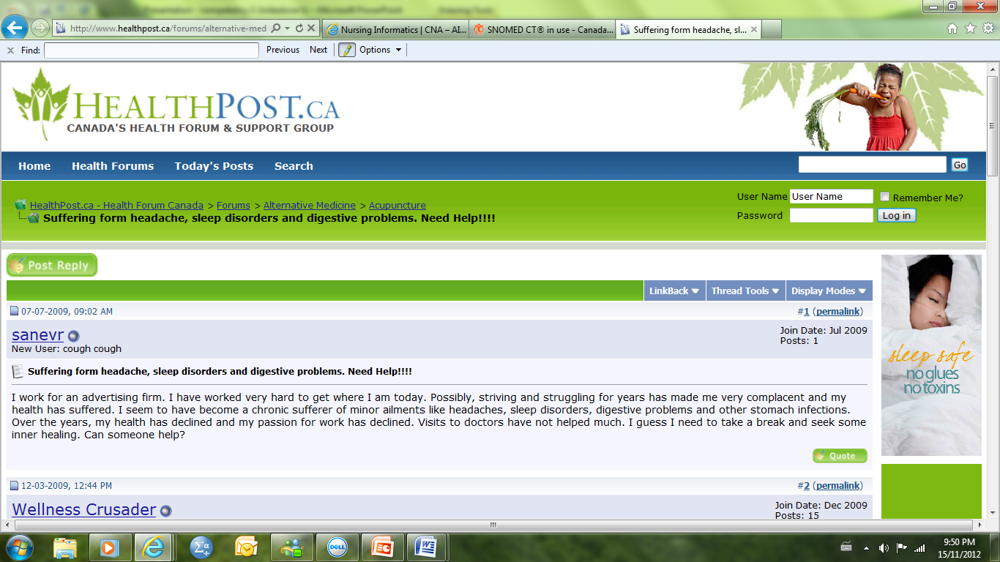 http://www.healthpost.ca/forums/alternative-med
Nursing Informatics | CNA – AI...
SNOMED CT® in use - Canada...
Suffering form headache, sl...
Find:
Previous Next Options
HEALTHPOST.CA
CANADA'S HEALTH FORUM & SUPPORT GROUP
Home Health Forums Today's Posts Search
Go
HealthPost.ca - Health Forum Canada > Forums > Alternative Medicine > Acupuncture
Suffering form headache, sleep disorders and digestive problems. Need Help!!!!
User Name User Name Remember Me?
Password Log in
Post Reply
LinkBack Thread Tools Display Modes
07-07-2009, 09:02 AM #1 (permalink)
sanevr
New User: cough cough
Join Date: Jul 2009
Posts: 1
Suffering form headache, sleep disorders and digestive problems. Need Help!!!!
I work for an advertising firm. I have worked very hard to get where I am today. Possibly, striving and struggling for years has made me very complacent and my
health has suffered. I seem to have become a chronic sufferer of minor ailments like headaches, sleep disorders, digestive problems and other stomach infections.
Over the years, my health has declined and my passion for work has declined. Visits to doctors have not helped much. I guess I need to take a break and seek some
inner healing. Can someone help?
Quote
12-03-2009, 12:44 PM #2 (permalink)
Wellness Crusader
Join Date: Dec 2009
Posts: 15
sleep safe
no glues
no toxins
Σα
DELL
9:50 PM
15/11/2012